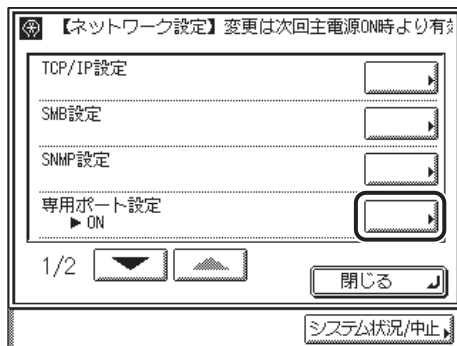 【ネットワーク設定】変更は次回主電源ON時より有効
TCP/IP設定
SMB設定
SNMP設定
専用ポート設定
▶ ON
1/2
閉じる
システム状況/中止